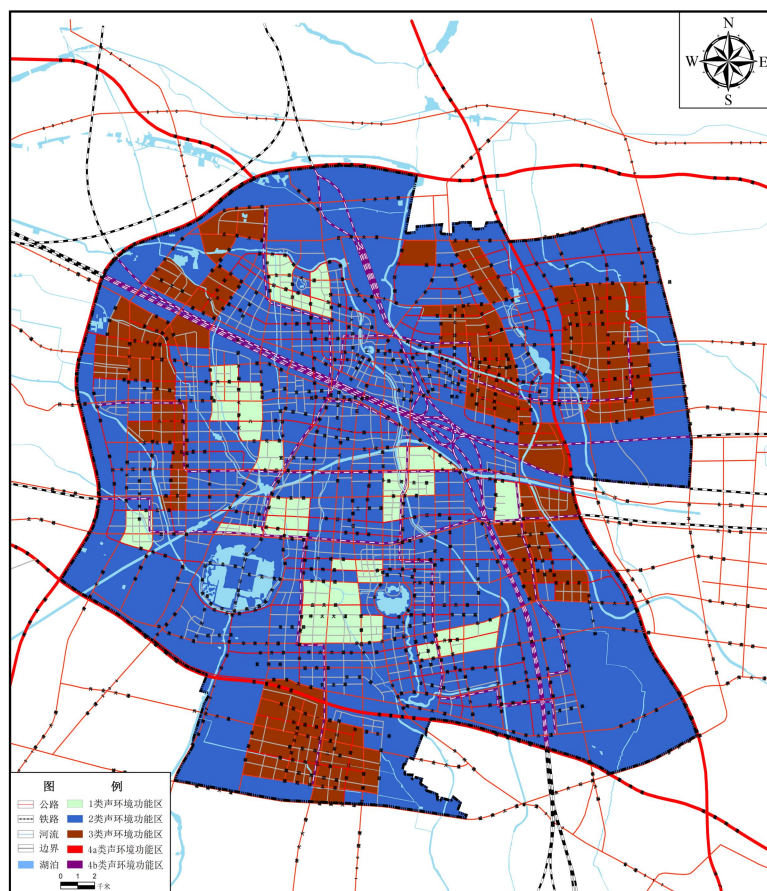 N
W E
S
图 例
公路 1类声环境功能区
铁路 2类声环境功能区
河流 3类声环境功能区
边界 4a类声环境功能区
湖泊 4b类声环境功能区
0 1 2
千米